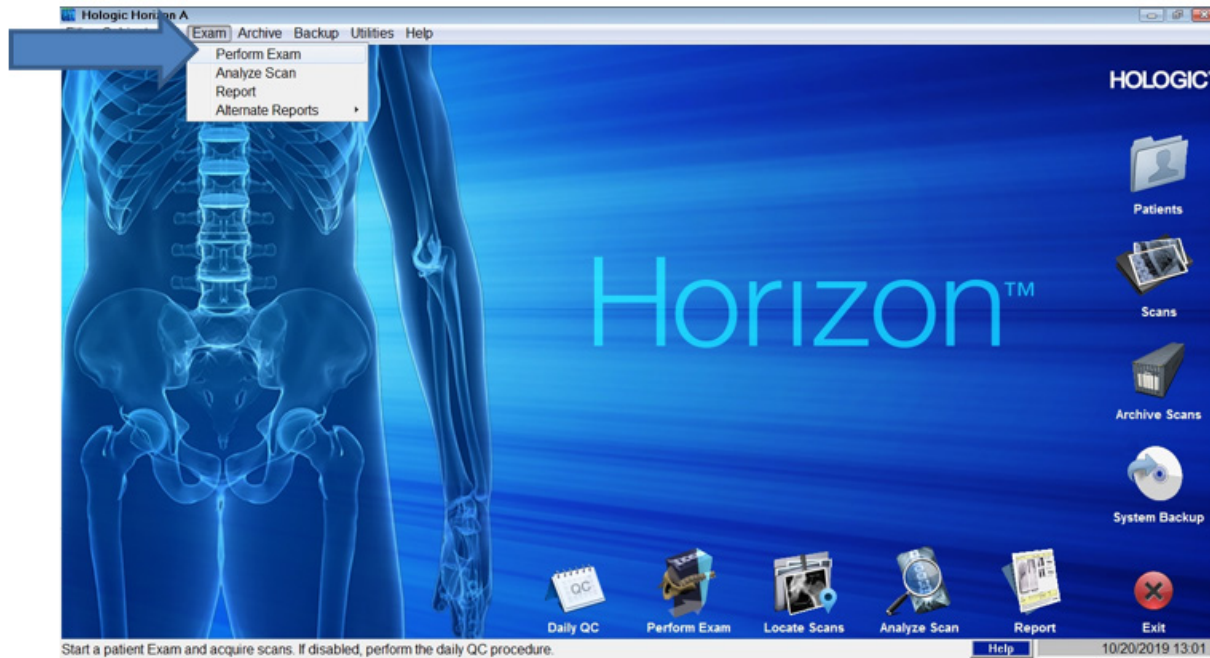 Hologic Horizon A
Exam Archive Backup Utilities Help
Perform Exam
Analyze Scan
Report
Alternate Reports
HOLOGIC
Patients
Scans
Horizon™
Archive Scans
System Backup
QC
Daily QC Perform Exam Locate Scans Analyze Scan Report Exit
Start a patient Exam and acquire scans. If disabled, perform the daily QC procedure. Help 10/20/2019 13:01